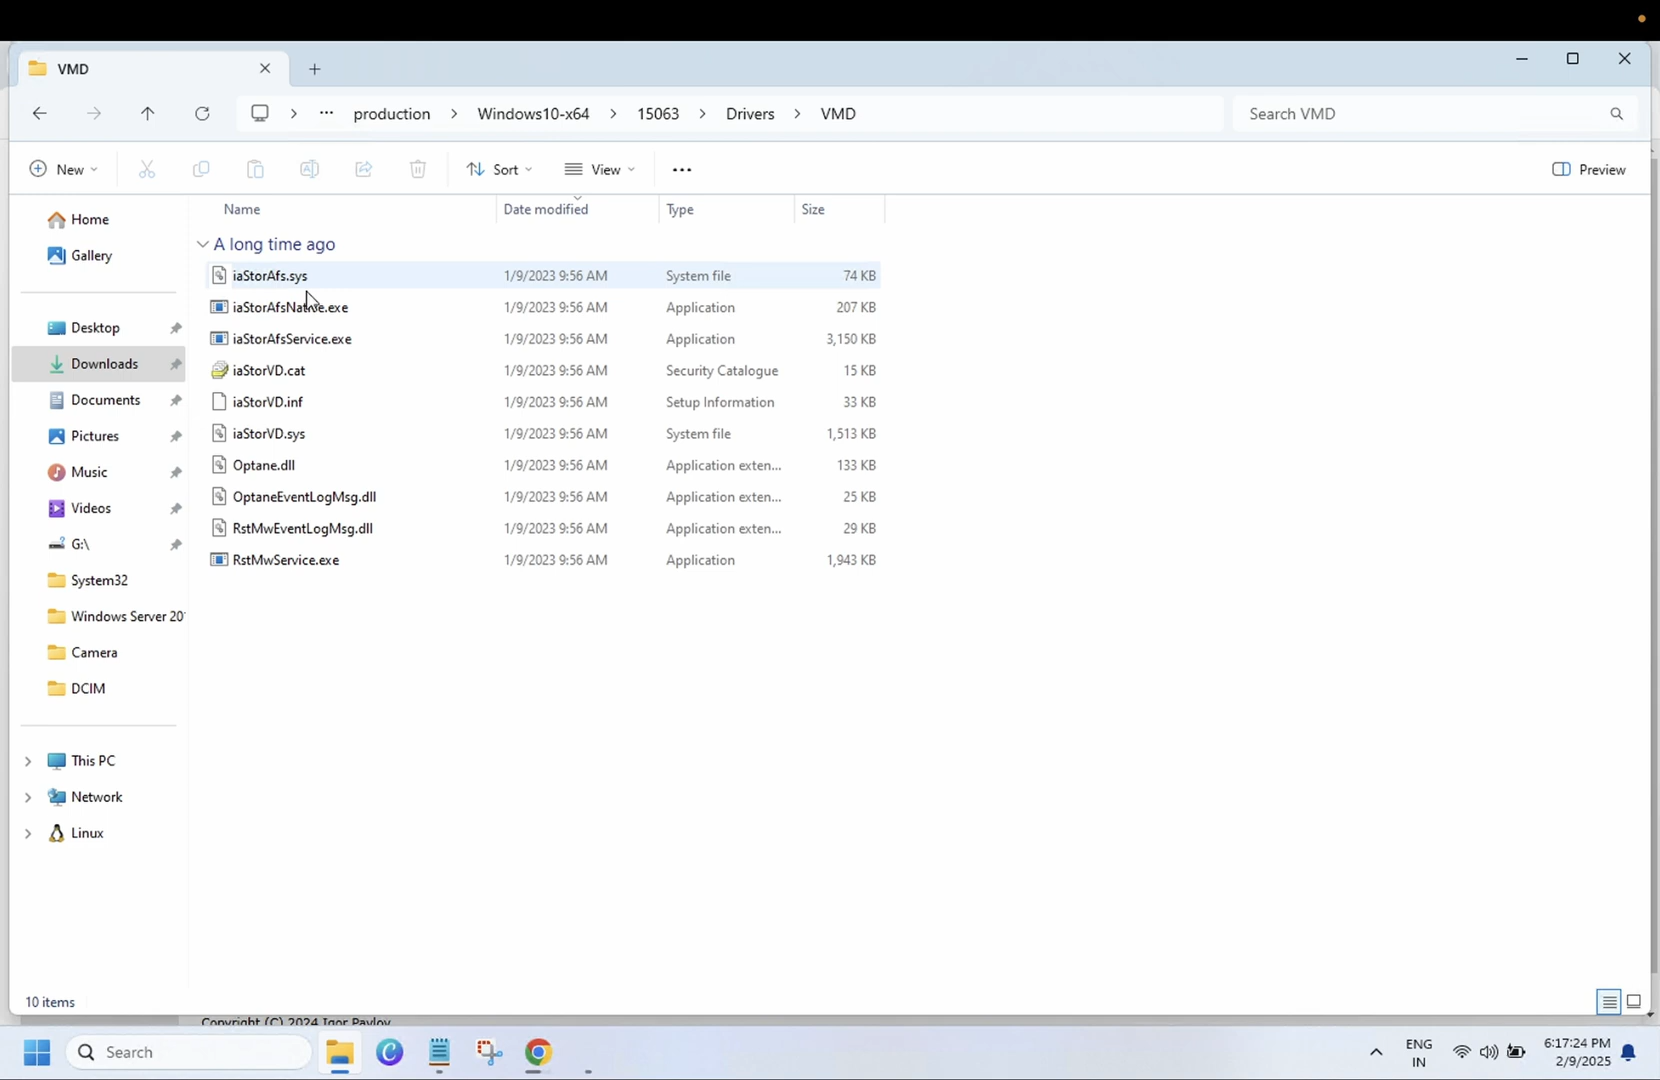 VMD
production > Windows10-x64 > 15063 > Drivers > VMD
Search VMD
New
Sort
View
Preview
Name Date modified Type Size
A long time ago
iaStorAfs.sys 1/9/2023 9:56 AM System file 74 KB
iaStorAfsNative.exe 1/9/2023 9:56 AM Application 207 KB
iaStorAfsService.exe 1/9/2023 9:56 AM Application 3,150 KB
iaStorVD.cat 1/9/2023 9:56 AM Security Catalogue 15 KB
iaStorVD.inf 1/9/2023 9:56 AM Setup Information 33 KB
iaStorVD.sys 1/9/2023 9:56 AM System file 1,513 KB
Optane.dll 1/9/2023 9:56 AM Application exten... 133 KB
OptaneEventLogMsg.dll 1/9/2023 9:56 AM Application exten... 25 KB
RstMwEventLogMsg.dll 1/9/2023 9:56 AM Application exten... 29 KB
RstMwService.exe 1/9/2023 9:56 AM Application 1,943 KB
Home
Gallery
Desktop
Downloads
Documents
Pictures
Music
Videos
G:\
System32
Windows Server 20
Camera
DCIM
This PC
Network
Linux
10 items
Copyright (C) 2024 Igor Pavlov
Search
ENG
IN
6:17:24 PM
2/9/2025